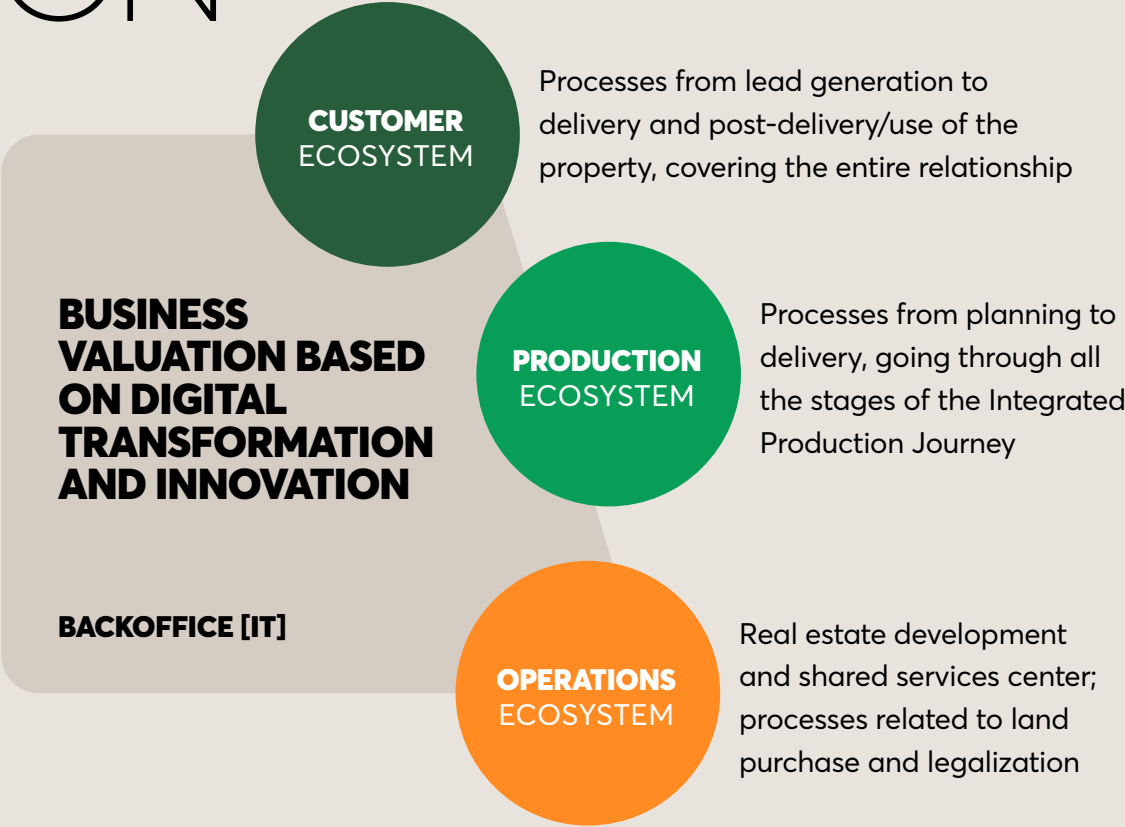 ON
CUSTOMER
ECOSYSTEM
Processes from lead generation to
delivery and post-delivery/use of the
property, covering the entire relationship
BUSINESS
VALUATION BASED
ON DIGITAL
TRANSFORMATION
AND INNOVATION
PRODUCTION
ECOSYSTEM
Processes from planning to
delivery, going through all
the stages of the Integrated
Production Journey
BACKOFFICE [IT]
OPERATIONS
ECOSYSTEM
Real estate development
and shared services center;
processes related to land
purchase and legalization